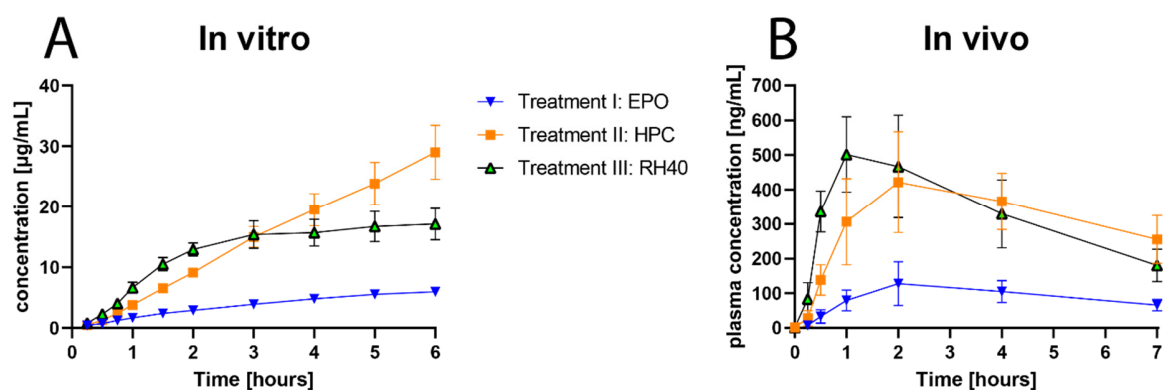 A In vitro
concentration [µg/mL]
40
30
20
10
0
0 1 2 3 4 5 6
Time [hours]
Treatment I: EPO
Treatment II: HPC
Treatment III: RH40
B In vivo
plasma concentration [ng/mL]
700
600
500
400
300
200
100
0
0 1 2 3 4 5 6 7
Time [hours]